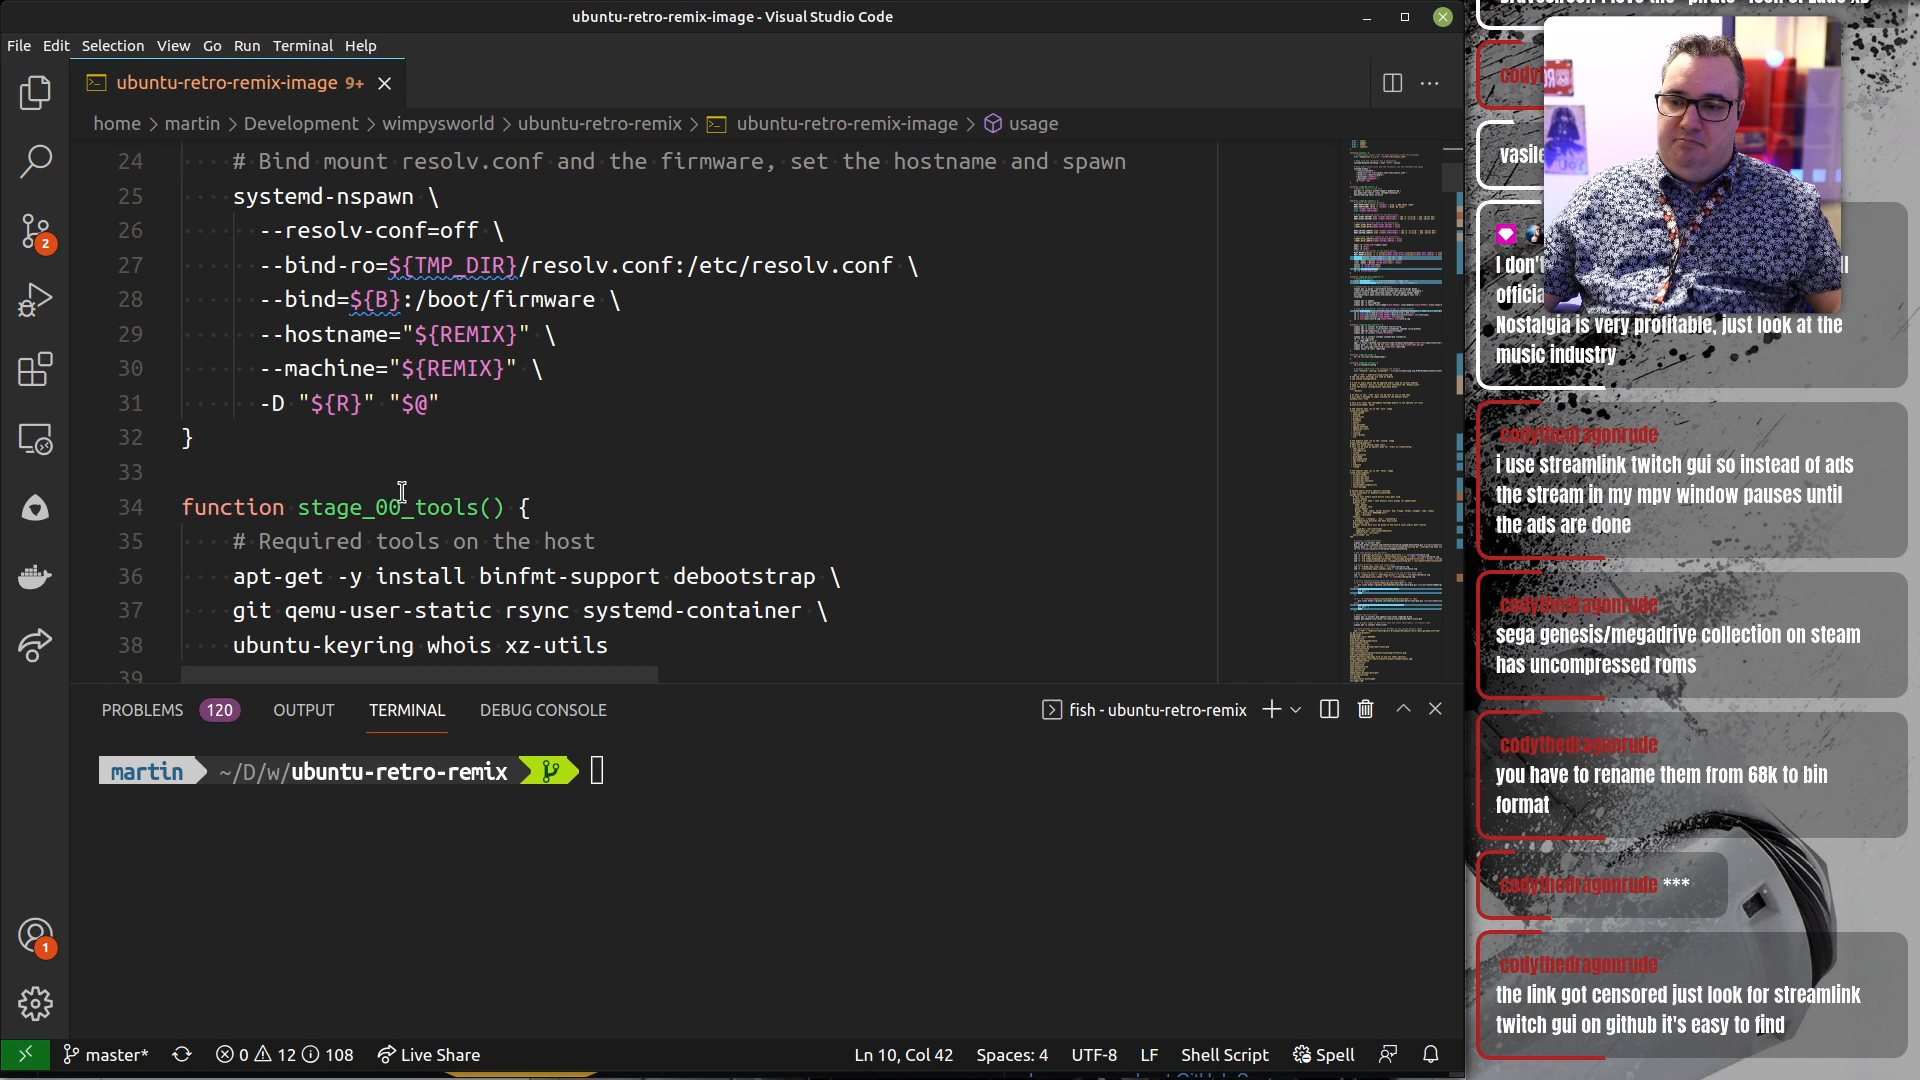 ubuntu-retro-remix-image - Visual Studio Code
File Edit Selection View Go Run Terminal Help
ubuntu-retro-remix-image 9+
home > martin > Development > wimpysworld > ubuntu-retro-remix > ubuntu-retro-remix-image > usage
24 # Bind mount resolv.conf and the firmware, set the hostname and spawn
25 systemd-nspawn \
26 --resolv-conf=off \
27 --bind-ro=${TMP_DIR}/resolv.conf:/etc/resolv.conf \
28 --bind=${B}:/boot/firmware \
29 --hostname="${REMIX}" \
30 --machine="${REMIX}" \
31 -D "${R}" "$@"
32 }
33
34 function stage_00_tools() {
35 # Required tools on the host
36 apt-get -y install binfmt-support debootstrap \
37 git qemu-user-static rsync systemd-container \
38 ubuntu-keyring whois xz-utils
39
PROBLEMS 120 OUTPUT TERMINAL DEBUG CONSOLE
fish - ubuntu-retro-remix
martin ~/D/w/ubuntu-retro-remix
2
1
master* 0 12 108 Live Share
Ln 10, Col 42 Spaces: 4 UTF-8 LF Shell Script Spell
I don't
Nostalgia is very profitable, just look at the
music industry
codythedragonrude
i use streamlink twitch gui so instead of ads
the stream in my mpv window pauses until
the ads are done
codythedragonrude
sega genesis/megadrive collection on steam
has uncompressed roms
codythedragonrude
you have to rename them from 68k to bin
format
codythedragonrude ***
codythedragonrude
the link got censored just look for streamlink
twitch gui on github it's easy to find